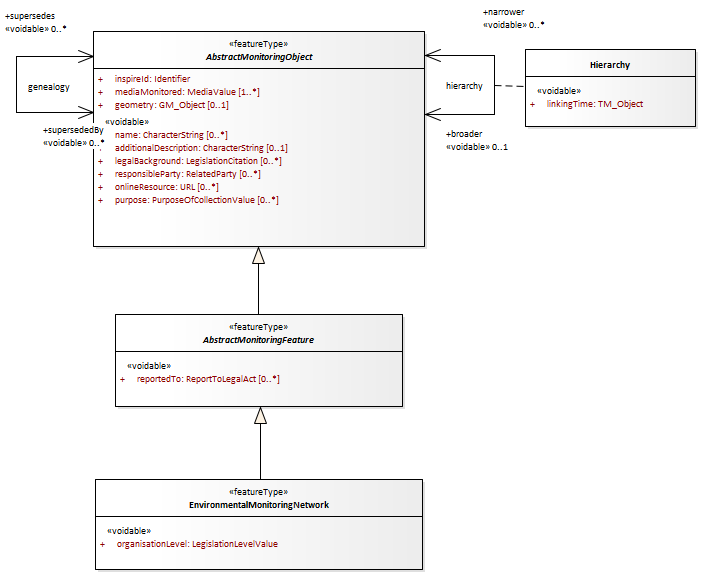 +supersedes
«voidable» 0..*
genealogy
+supersededBy
«voidable» 0..*
«featureType»
AbstractMonitoringObject
+ inspireId: Identifier
+ mediaMonitored: MediaValue [1..*]
+ geometry: GM_Object [0..1]
«voidable»
name: CharacterString [0..*]
additionalDescription: CharacterString [0..1]
+ legalBackground: LegislationCitation [0..*]
+ responsibleParty: RelatedParty [0..*]
+ onlineResource: URL [0..*]
+ purpose: PurposeOfCollectionValue [0..*]
+narrower
«voidable» 0..*
hierarchy
+broader
«voidable» 0..1
Hierarchy
«voidable»
+ linkingTime: TM_Object
«featureType»
AbstractMonitoringFeature
«voidable»
+ reportedTo: ReportToLegalAct [0..*]
«featureType»
EnvironmentalMonitoringNetwork
«voidable»
+ organisationLevel: LegislationLevelValue